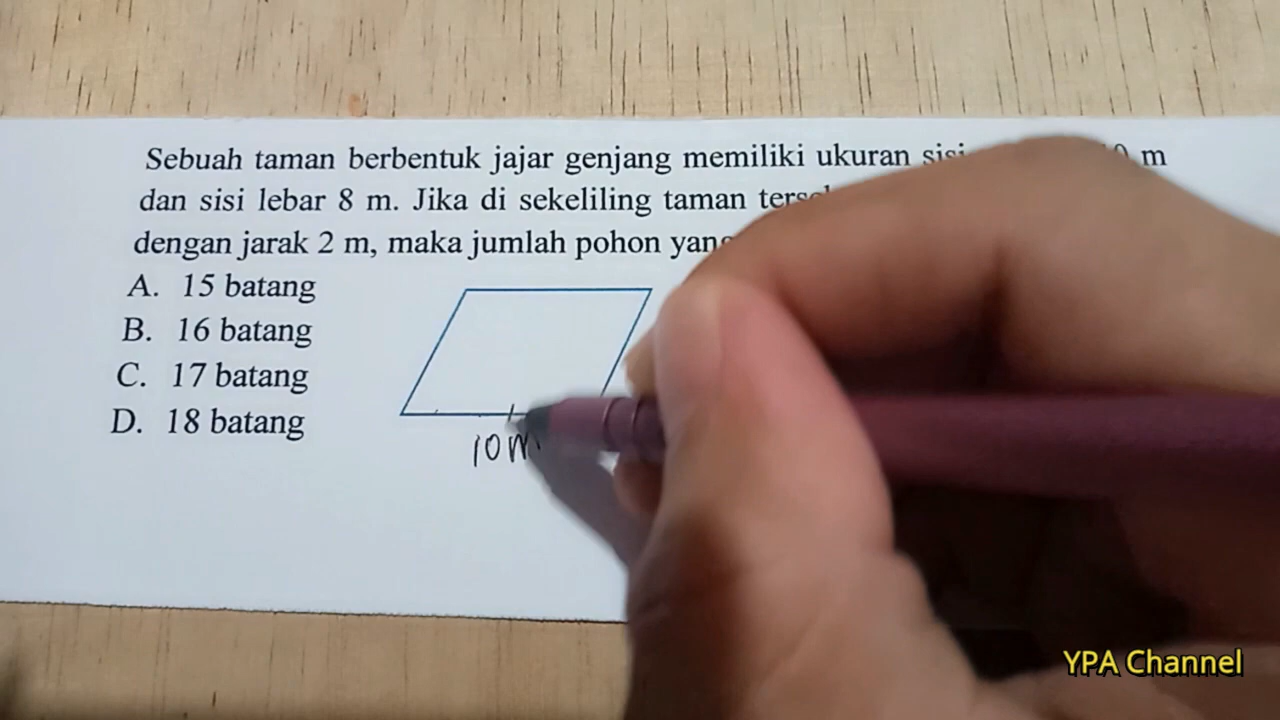 Sebuah taman berbentuk jajar genjang memiliki ukuran sisi m
dan sisi lebar 8 m. Jika di sekeliling taman
dengan jarak 2 m, maka jumlah pohon
A. 15 batang
B. 16 batang
C. 17 batang
D. 18 batang
10m
YPA Channel